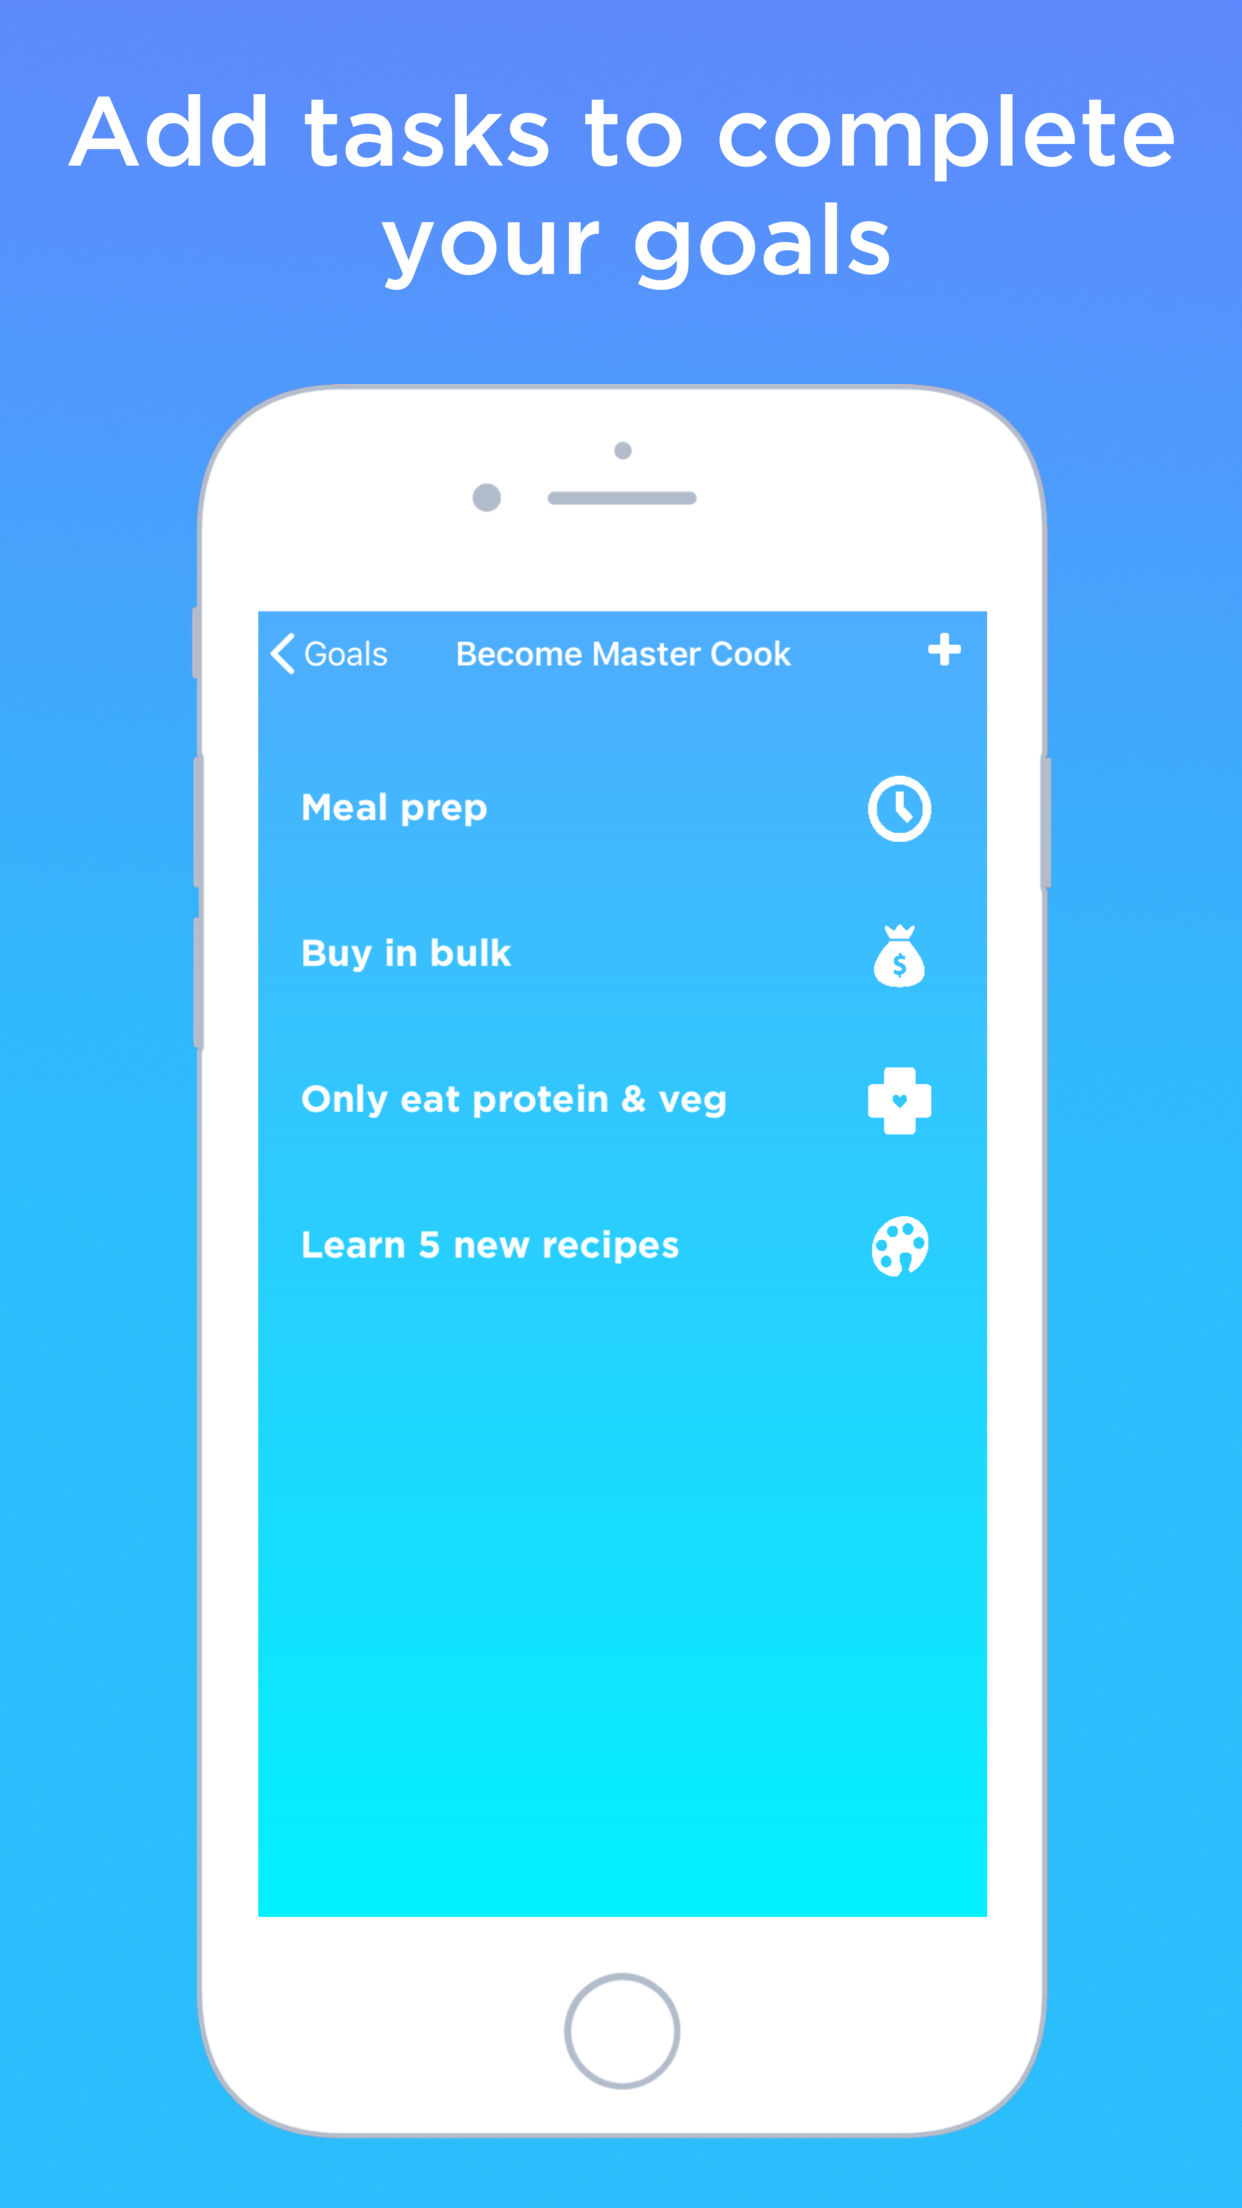 Add tasks to complete
your goals
Goals
Become Master Cook
Meal prep
Buy in bulk
$
Only eat protein & veg
Learn 5 new recipes